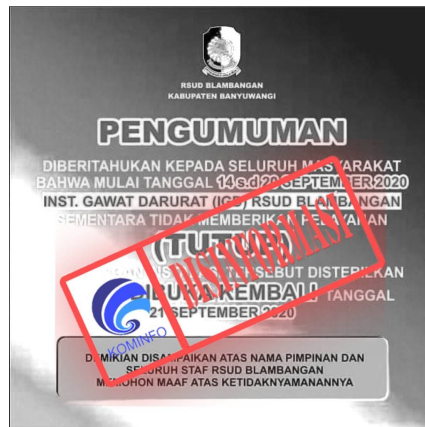 RSUD BLAMBANGAN
KABUPATEN BANYUWANGI
PENGUMUMAN
DIBERITAHUKAN KEPADA SELURUH MASYARAKAT
BAHWA MULAI TANGGAL 14 s.d 20 SEPTEMBER 2020
INST. GAWAT DARURAT (IGD) RSUD BLAMBANGAN
SEMENTARA TIDAK MEMBERIKAN PELAYANAN
(TUTUP)
TERSEBUT DISTERILKAN
DIBUKA KEMBALI TANGGAL
21 SEPTEMBER 2020
DISINFORMASI
KOMINFO
DEMIKIAN DISAMPAIKAN ATAS NAMA PIMPINAN DAN
SELURUH STAF RSUD BLAMBANGAN
MEMOHON MAAF ATAS KETIDAKNYAMANANNYA